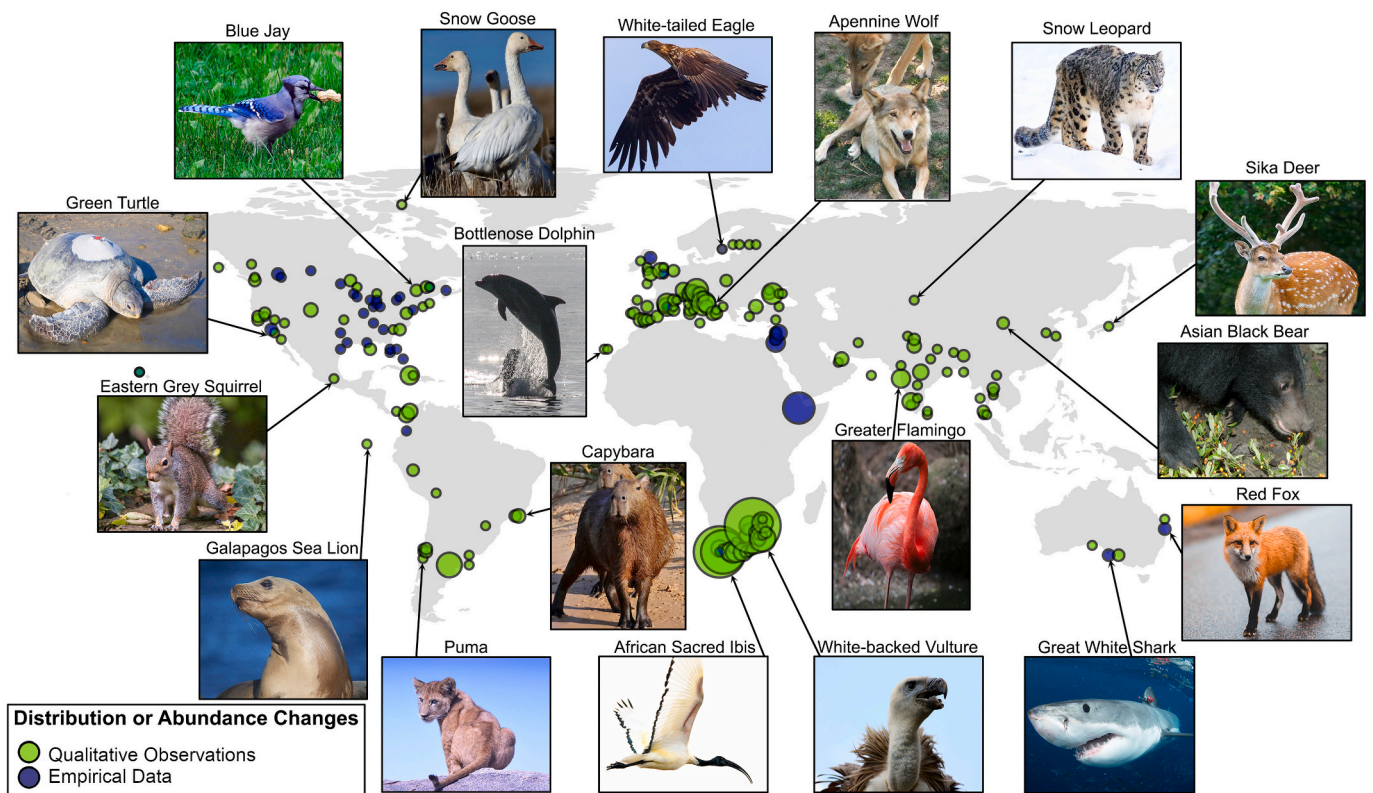 Snow Goose
White-tailed Eagle
Apennine Wolf
Snow Leopard
Blue Jay
Sika Deer
Green Turtle
Bottlenose Dolphin
Asian Black Bear
Eastern Grey Squirrel
Greater Flamingo
Capybara
Red Fox
Galapagos Sea Lion
Puma
African Sacred Ibis
White-backed Vulture
Great White Shark
Distribution or Abundance Changes
Qualitative Observations
Empirical Data